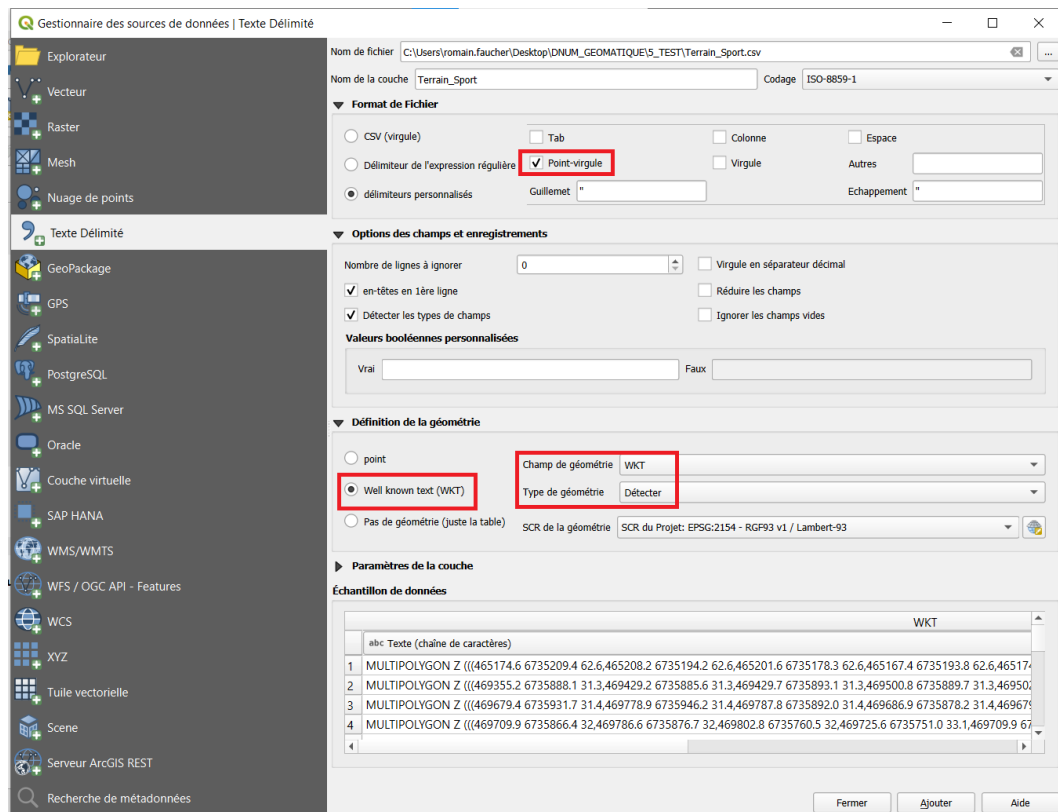 Gestionnaire des sources de données | Texte Délimité
Explorateur
Vecteur
Raster
Mesh
Nuage de points
Texte Délimité
GeoPackage
GPS
SpatiaLite
PostgreSQL
MS SQL Server
Oracle
Couche virtuelle
SAP HANA
WMS/WMTS
WFS / OGC API - Features
WCS
XYZ
Tuile vectorielle
Scene
Serveur ArcGIS REST
Recherche de métadonnées
Nom de fichier C:\Users\romain.faucher\Desktop\DNUM_GEOMATIQUE\5_TEST\Terrain_Sport.csv ...
Nom de la couche Terrain_Sport Codage ISO-8859-1
Format de Fichier
CSV (virgule) Tab Colonne Espace
Délimiteur de l'expression régulière Point-virgule Virgule Autres
délimiteurs personnalisés Guillemet " Echappement "
Options des champs et enregistrements
Nombre de lignes à ignorer 0 Virgule en séparateur décimal
en-têtes en 1ère ligne Réduire les champs
Détecter les types de champs Ignorer les champs vides
Valeurs booléennes personnalisées
Vrai Faux
Définition de la géométrie
point Champ de géométrie WKT
Well known text (WKT) Type de géométrie Détecter
Pas de géométrie (juste la table) SCR de la géométrie SCR du Projet: EPSG:2154 - RGF93 v1 / Lambert-93
Paramètres de la couche
Échantillon de données
WKT
abc Texte (chaîne de caractères)
1 MULTIPOLYGON Z (((465174.6 6735209.4 62.6,465208.2 6735194.2 62.6,465201.6 6735178.3 62.6,465167.4 6735193.8 62.6,465174
2 MULTIPOLYGON Z (((469355.2 6735888.1 31.3,469429.2 6735885.6 31.3,469429.7 6735893.1 31.3,469500.8 6735889.7 31.3,469502
3 MULTIPOLYGON Z (((469679.4 6735931.7 31.4,469778.9 6735946.2 31.4,469787.8 6735892.0 31.4,469686.9 6735878.2 31.4,469679
4 MULTIPOLYGON Z (((469709.9 6735866.4 32,469786.6 6735876.7 32,469802.8 6735760.5 32,469725.6 6735751.0 33.1,469709.9 67
Fermer Ajouter Aide